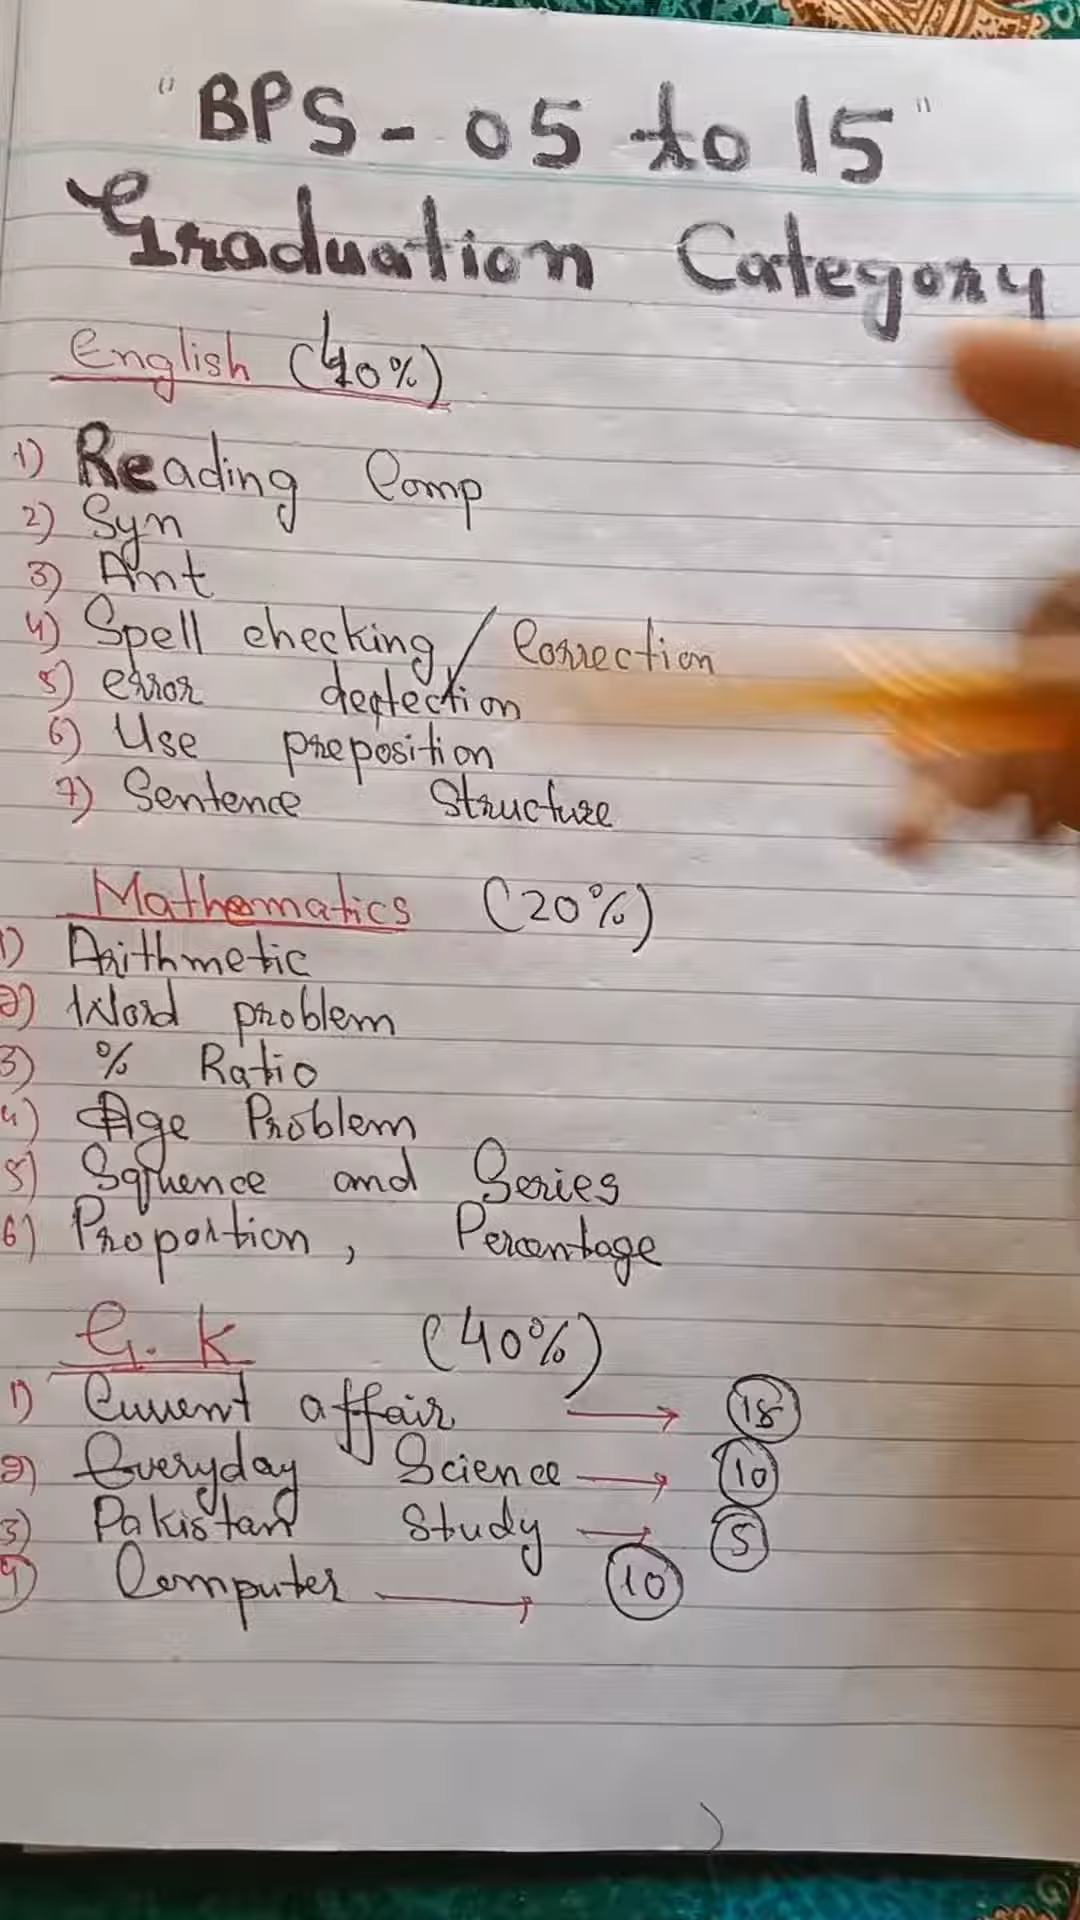 "BPS - 05 to 15"
Graduation Category
English (40%)
1) Reading Comp
2) Syn
3) Ant
4) Spell checking / Correction
5) error detection
6) Use preposition
7) Sentence Structure
Mathematics (20%)
1) Arithmetic
2) Word problem
3) % Ratio
4) Age Problem
5) Sqhence and Series
6) Proportion, Percentage
G.K (40%)
1) Current affair → 18
2) Everyday Science → 10
3) Pakistan Study → 5
4) Computer → 10